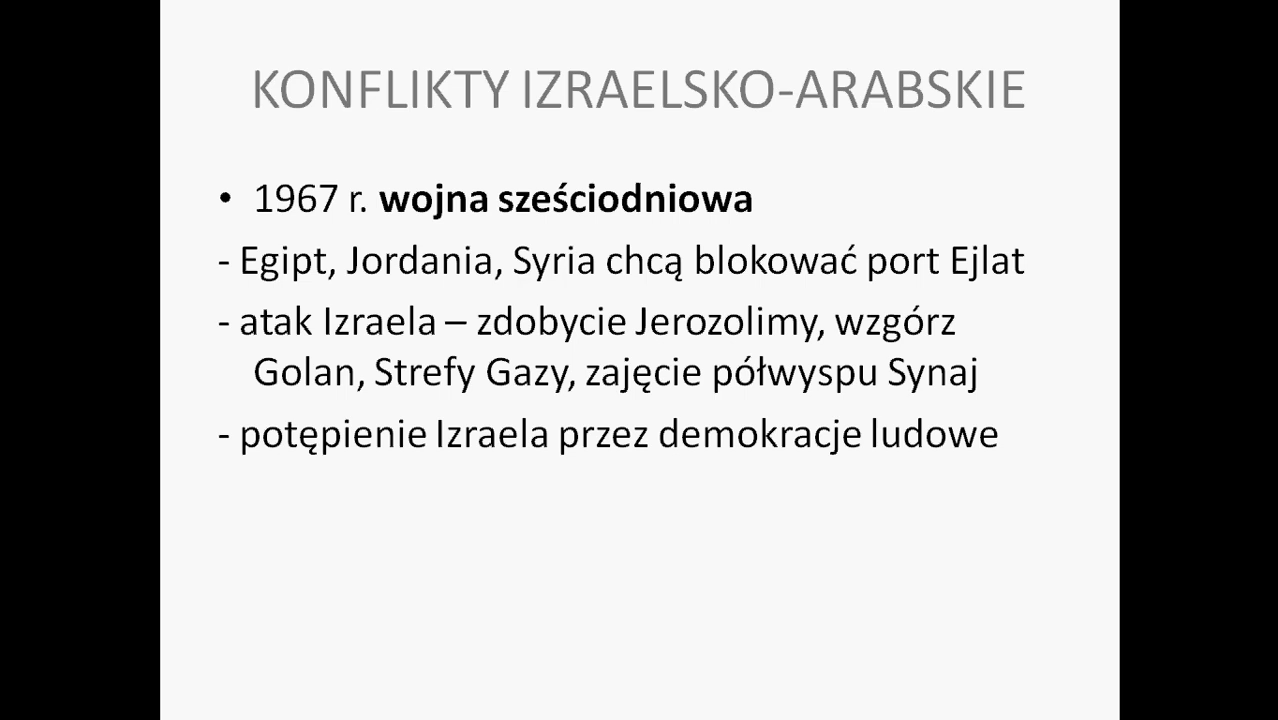 KONFLIKTY IZRAELSKO-ARABSKIE
• 1967 r. wojna sześciodniowa
- Egipt, Jordania, Syria chcą blokować port Ejlat
- atak Izraela – zdobycie Jerozolimy, wzgórz
Golan, Strefy Gazy, zajęcie półwyspu Synaj
- potępienie Izraela przez demokracje ludowe